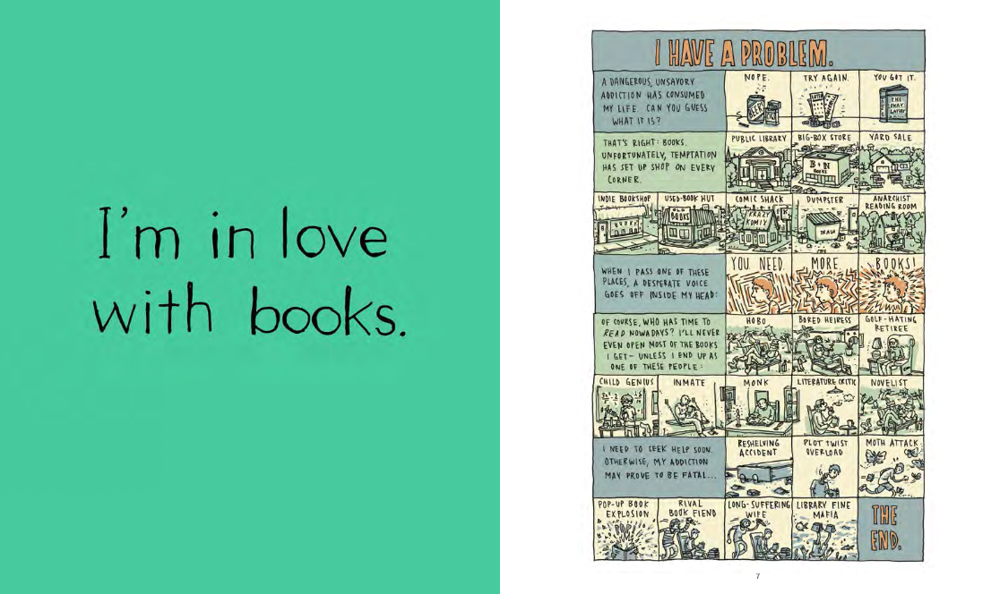 I'm in love
with books.
I HAVE A PROBLEM.
A DANGEROUS, UNSAVORY
ADDICTION HAS CONSUMED
MY LIFE. CAN YOU GUESS
WHAT IT IS?
NOPE.
BEER
TRY AGAIN.
YOU GOT IT.
THAT'S RIGHT: BOOKS.
UNFORTUNATELY, TEMPTATION
HAS SET UP SHOP ON EVERY
CORNER.
PUBLIC LIBRARY
BIG-BOX STORE
B+N
BOOKS
YARD SALE
INDIE BOOKSHOP
BOOKS
USED-BOOK HUT
OLD
BOOKS
COMIC SHACK
KRAZY
KOMIX
DUMPSTER
TRASH
ANARCHIST
READING ROOM
WHEN I PASS ONE OF THESE
PLACES, A DESPERATE VOICE
GOES OFF INSIDE MY HEAD:
YOU. NEED.
MORE.
BOOKS!
OF COURSE, WHO HAS TIME TO
READ NOWADAYS? I'LL NEVER
EVEN OPEN MOST OF THE BOOKS
I GET- UNLESS I END UP AS
ONE OF THESE PEOPLE:
HOBO
BORED HEIRESS
GOLF-HATING
RETIREE
CHILD GENIUS
INMATE
MONK
LITERATURE CRITIC
NOVELIST
I NEED TO SEEK HELP SOON.
OTHERWISE, MY ADDICTION
MAY PROVE TO BE FATAL...
RESHELVING
ACCIDENT
PLOT TWIST
OVERLOAD
MOTH ATTACK
POP-UP BOOK
EXPLOSION
POP
RIVAL
BOOK FIEND
LONG-SUFFERING
WIFE
LIBRARY FINE
MAFIA
THE
END.
7